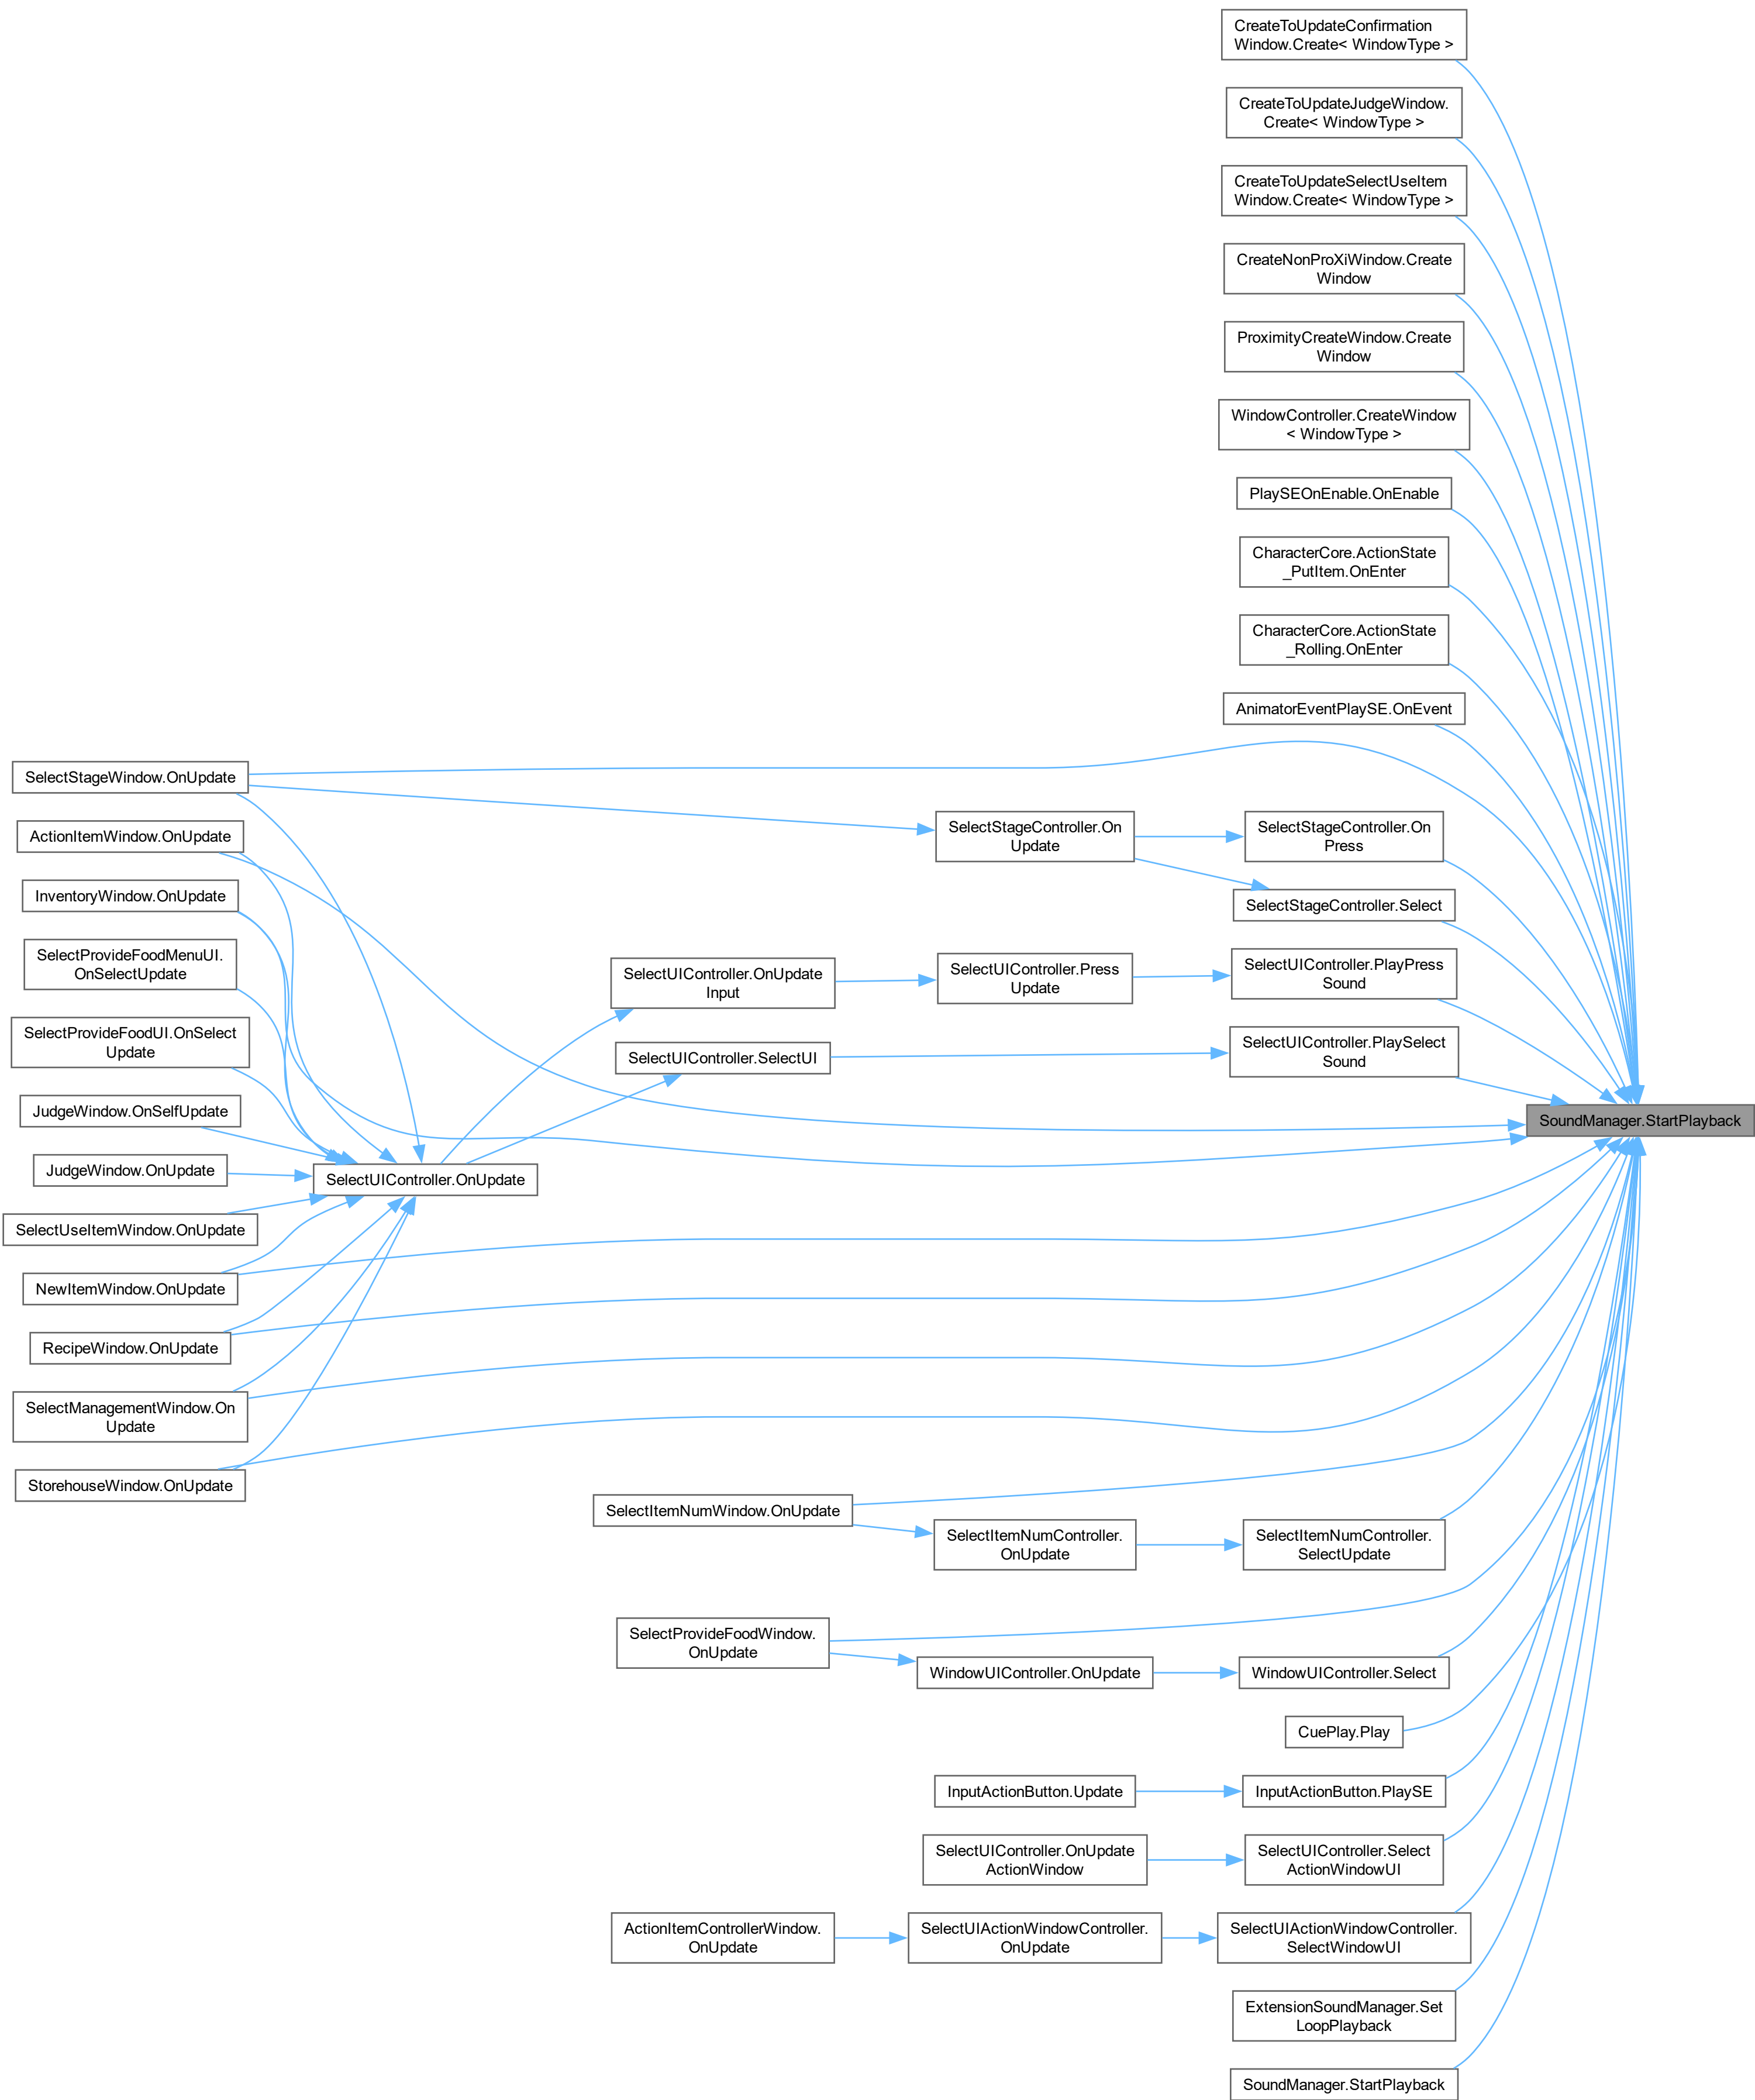 CreateToUpdateConfirmation
Window.Create< WindowType >
CreateToUpdateJudgeWindow.
Create< WindowType >
CreateToUpdateSelectUseItem
Window.Create< WindowType >
CreateNonProXiWindow.Create
Window
ProximityCreateWindow.Create
Window
WindowController.CreateWindow
< WindowType >
PlaySEOnEnable.OnEnable
CharacterCore.ActionState
_PutItem.OnEnter
CharacterCore.ActionState
_Rolling.OnEnter
AnimatorEventPlaySE.OnEvent
SelectStageWindow.OnUpdate
ActionItemWindow.OnUpdate
SelectStageController.On
Update
SelectStageController.On
Press
InventoryWindow.OnUpdate
SelectStageController.Select
SelectProvideFoodMenuUI.
OnSelectUpdate
SelectUIController.OnUpdate
Input
SelectUIController.Press
Update
SelectUIController.PlayPress
Sound
SelectProvideFoodUI.OnSelect
Update
SelectUIController.SelectUI
SelectUIController.PlaySelect
Sound
JudgeWindow.OnSelfUpdate
SoundManager.StartPlayback
JudgeWindow.OnUpdate
SelectUIController.OnUpdate
SelectUseItemWindow.OnUpdate
NewItemWindow.OnUpdate
RecipeWindow.OnUpdate
SelectManagementWindow.On
Update
StorehouseWindow.OnUpdate
SelectItemNumWindow.OnUpdate
SelectItemNumController.
OnUpdate
SelectItemNumController.
SelectUpdate
SelectProvideFoodWindow.
OnUpdate
WindowUIController.OnUpdate
WindowUIController.Select
CuePlay.Play
InputActionButton.Update
InputActionButton.PlaySE
SelectUIController.OnUpdate
ActionWindow
SelectUIController.Select
ActionWindowUI
ActionItemControllerWindow.
OnUpdate
SelectUIActionWindowController.
OnUpdate
SelectUIActionWindowController.
SelectWindowUI
ExtensionSoundManager.Set
LoopPlayback
SoundManager.StartPlayback